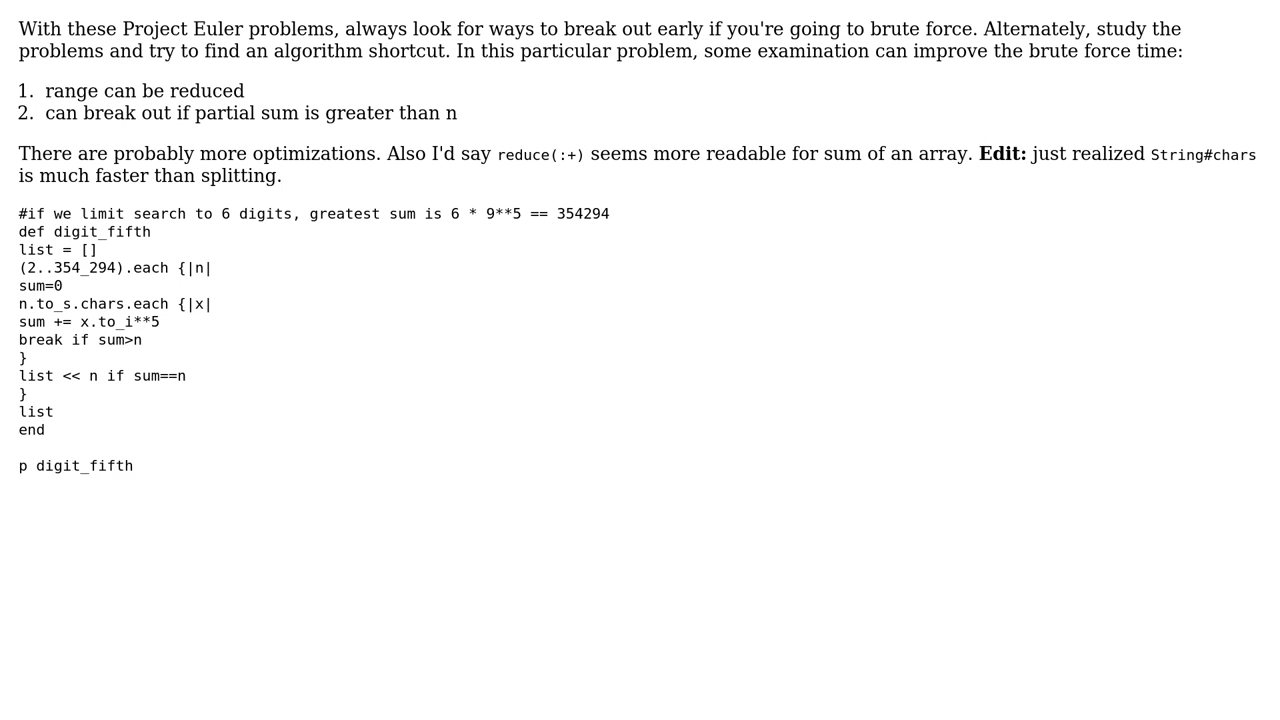 With these Project Euler problems, always look for ways to break out early if you're going to brute force. Alternately, study the
problems and try to find an algorithm shortcut. In this particular problem, some examination can improve the brute force time:
1. range can be reduced
2. can break out if partial sum is greater than n
There are probably more optimizations. Also I'd say reduce(:+) seems more readable for sum of an array. Edit: just realized String#chars
is much faster than splitting.
#if we limit search to 6 digits, greatest sum is 6 * 9**5 == 354294
def digit_fifth
list = []
(2..354_294).each {|n|
sum=0
n.to_s.chars.each {|x|
sum += x.to_i**5
break if sum>n
}
list << n if sum==n
}
list
end
p digit_fifth